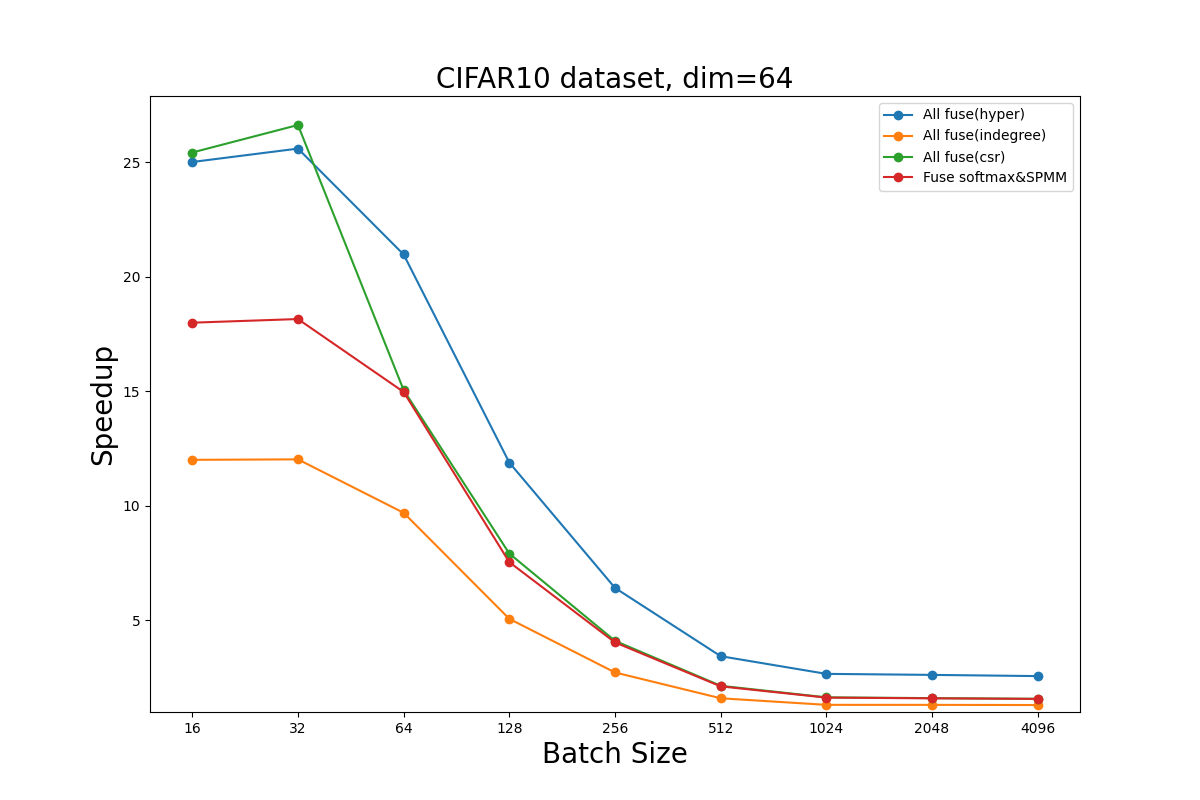 CIFAR10 dataset, dim=64
All fuse(hyper)
All fuse(indegree)
All fuse(csr)
Fuse softmax&SPMM
Speedup
25
20
15
10
5
16 32 64 128 256 512 1024 2048 4096
Batch Size